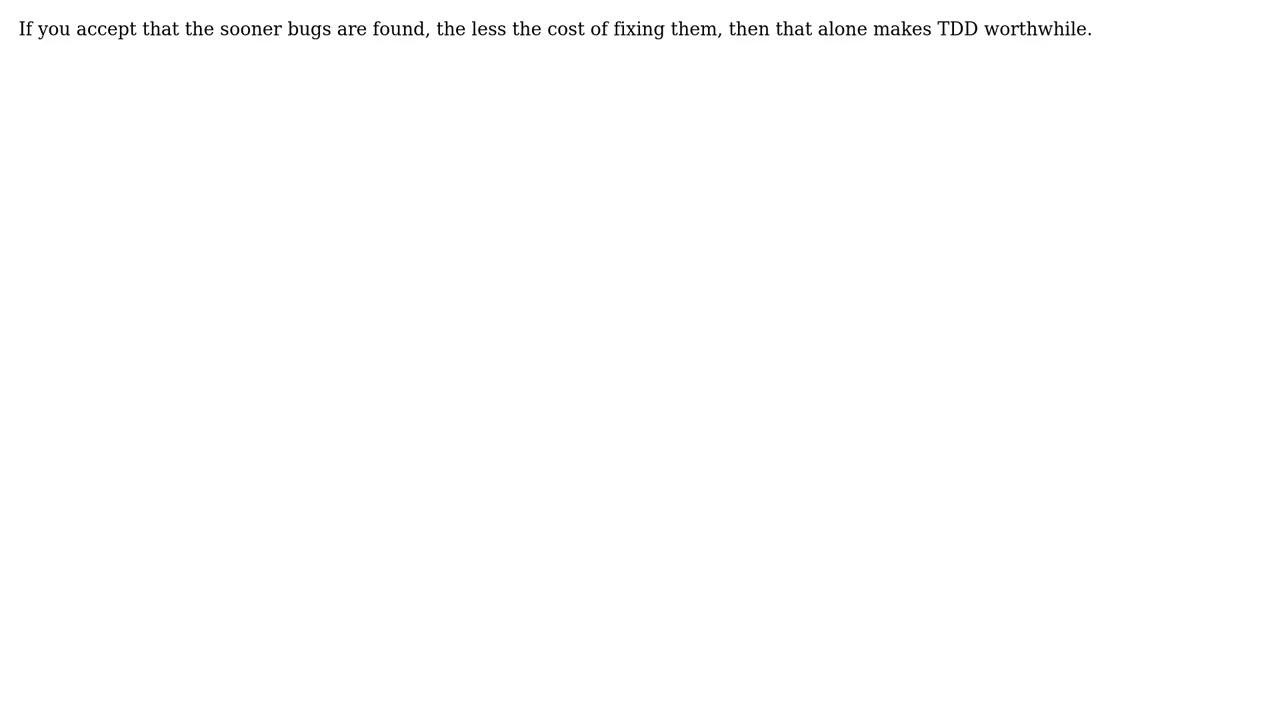 If you accept that the sooner bugs are found, the less the cost of fixing them, then that alone makes TDD worthwhile.